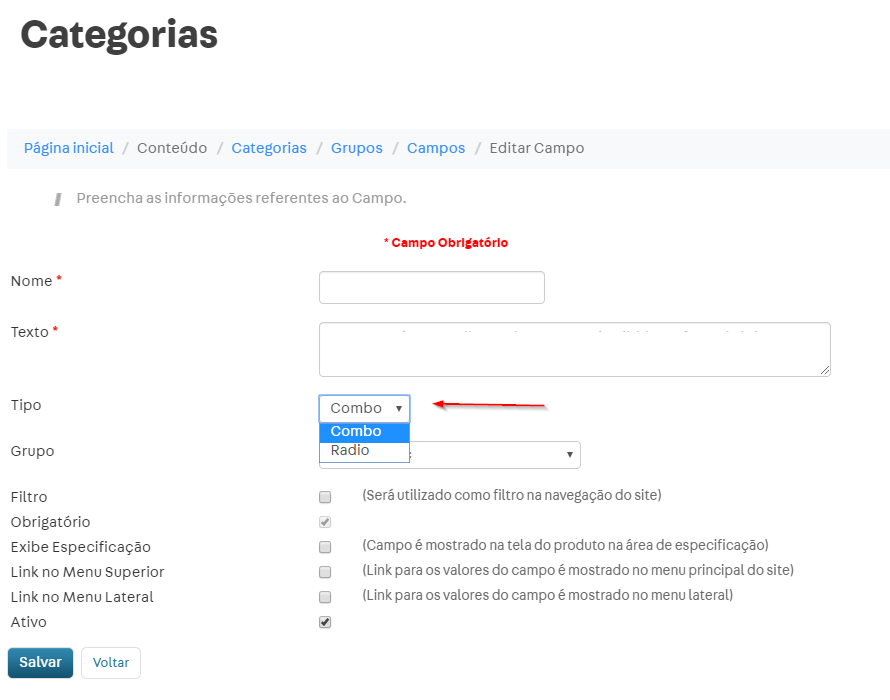 Categorias
Página inicial / Conteúdo / Categorias / Grupos / Campos / Editar Campo
Preencha as informações referentes ao Campo.
* Campo Obrigatório
Nome *
Texto *
Tipo Combo
Combo
Radio
Grupo
Filtro (Será utilizado como filtro na navegação do site)
Obrigatório
Exibe Especificação (Campo é mostrado na tela do produto na área de especificação)
Link no Menu Superior (Link para os valores do campo é mostrado no menu principal do site)
Link no Menu Lateral (Link para os valores do campo é mostrado no menu lateral)
Ativo
Salvar Voltar